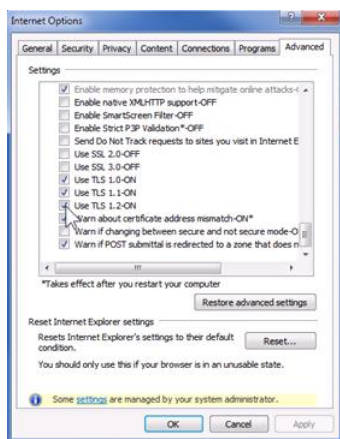 Internet Options
General Security Privacy Content Connections Programs Advanced
Settings
Enable memory protection to help mitigate online attacks-(
Enable native XMLHTTP support-OFF
Enable SmartScreen Filter-OFF
Enable Strict P3P Validation*-OFF
Send Do Not Track requests to sites you visit in Internet E
Use SSL 2.0-OFF
Use SSL 3.0-OFF
Use TLS 1.0-ON
Use TLS 1.1-ON
Use TLS 1.2-ON
Warn about certificate address mismatch-ON*
Warn if changing between secure and not secure mode-O
Warn if POST submittal is redirected to a zone that does n
*Takes effect after you restart your computer
Restore advanced settings
Reset Internet Explorer settings
Resets Internet Explorer's settings to their default
condition.
Reset...
You should only use this if your browser is in an unusable state.
Some settings are managed by your system administrator.
OK Cancel Apply